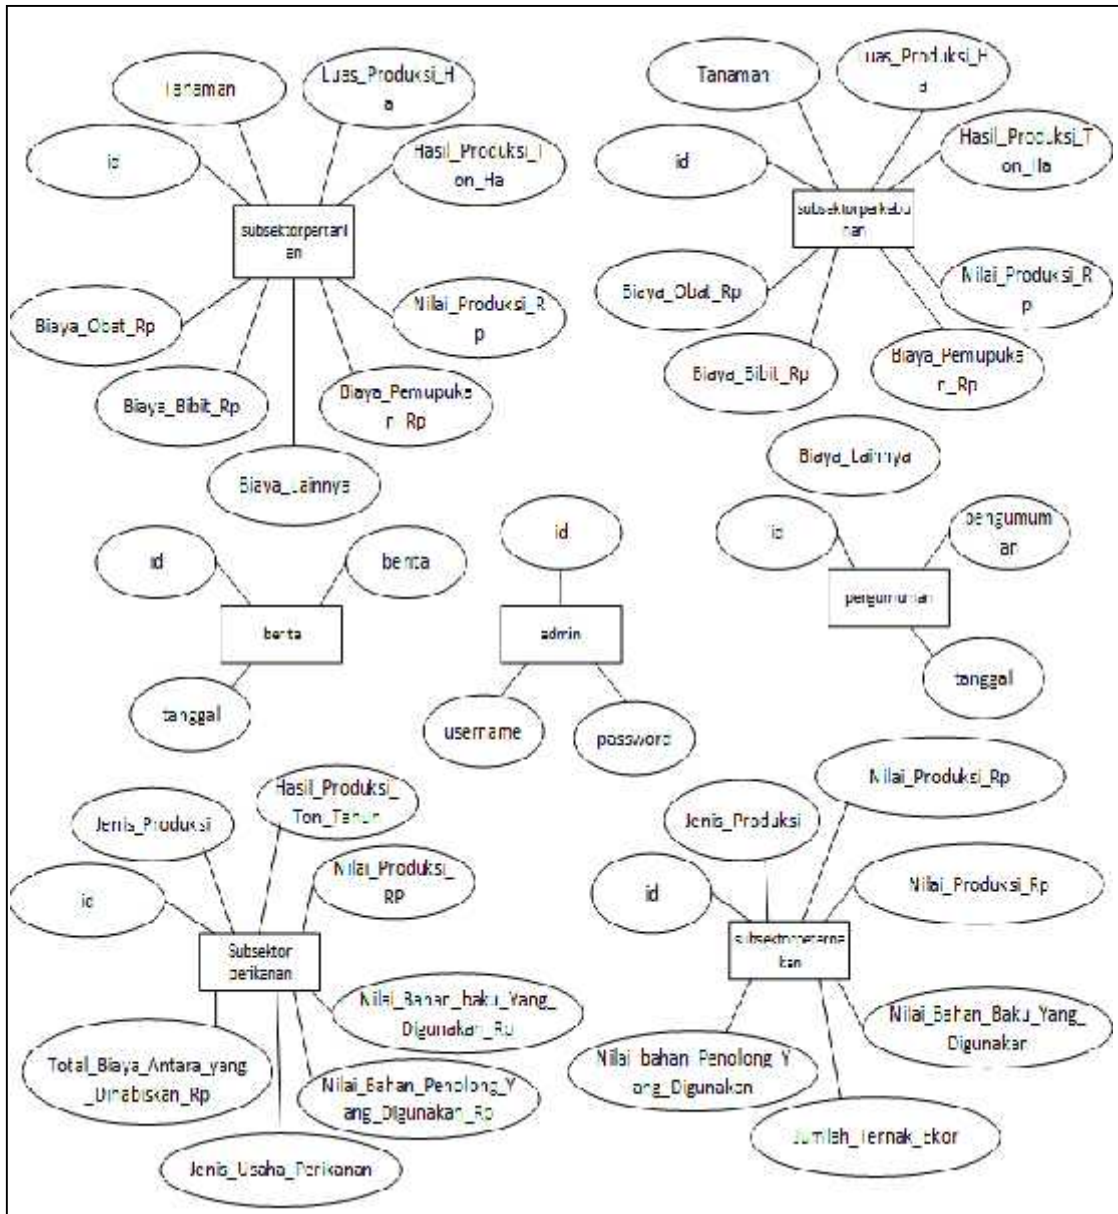 Tanaman
Luas_Produksi_H
a
id
Hasil_Produksi_T
on_Ha
subsektorpertani
an
Biaya_Obat_Rp
Nilai_Produksi_R
p
Biaya_Bibit_Rp
Biaya_Pemupuka
n_Rp
Biaya_Lainnya
Tanaman
Luas_Produksi_H
a
id
Hasil_Produksi_T
on_Ha
subsektorperkebu
nan
Biaya_Obat_Rp
Nilai_Produksi_R
p
Biaya_Bibit_Rp
Biaya_Pemupuka
n_Rp
Biaya_Lainnya
id
berita
berita
tanggal
id
admin
username
password
id
pengumum
an
pengumuman
tanggal
Jenis_Produksi
Hasil_Produksi_
Ton_Tahun
id
Nilai_Produksi_
RP
Subsektor
perikanan
Nilai_Bahan_baku_Yang_
Digunakan_Rp
Total_Biaya_Antara_yang
_Dihabiskan_Rp
Nilai_Bahan_Penolong_Y
ang_Digunakan_Rp
Jenis_Usaha_Perikanan
Nilai_Produksi_Rp
Jenis_Produksi
id
Nilai_Produksi_Rp
subsektorpeterna
kan
Nilai_Bahan_Baku_Yang_
Digunakan
Nilai_bahan_Penolong_Y
ang_Digunakan
Jumlah_Ternak_Ekor